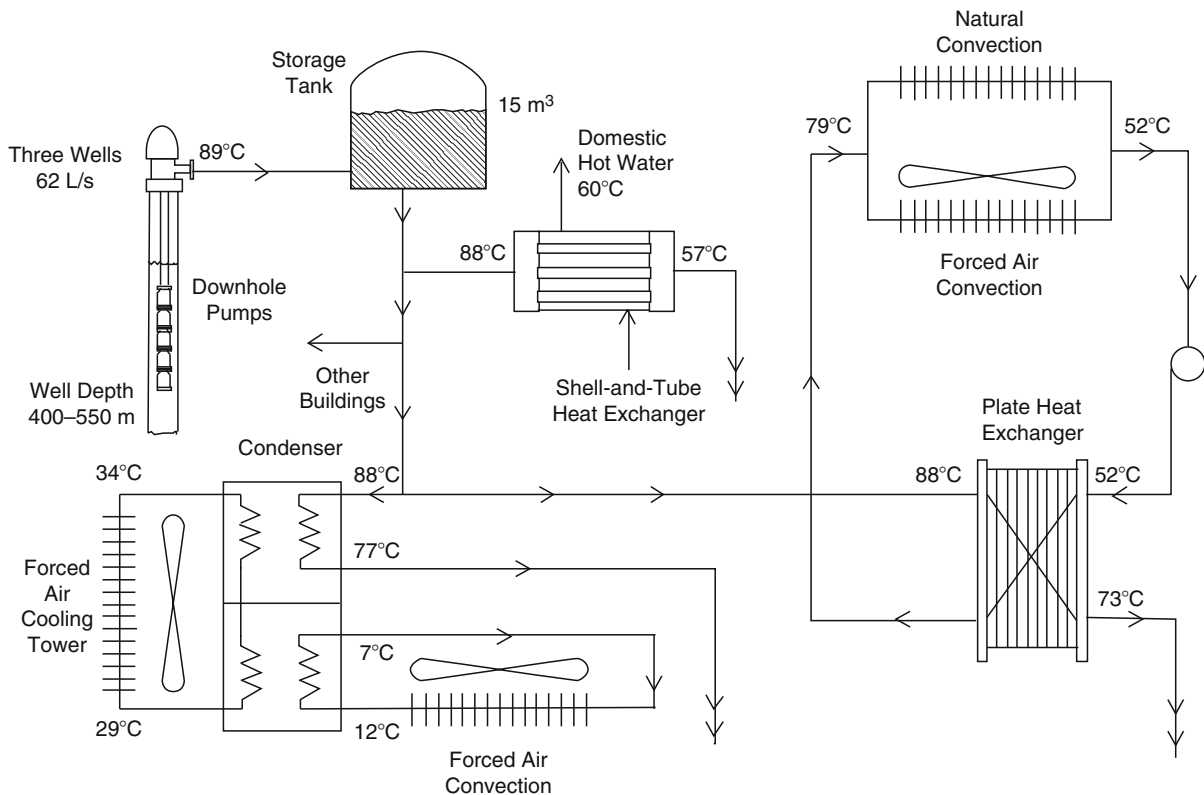 Natural
Convection
Storage
Tank
15 m³
Three Wells
62 L/s
89°C
Domestic
Hot Water
60°C
79°C
52°C
88°C
57°C
Forced Air
Convection
Downhole
Pumps
Other
Buildings
Shell-and-Tube
Heat Exchanger
Well Depth
400–550 m
Plate Heat
Exchanger
Condenser
34°C
88°C
88°C
52°C
77°C
Forced
Air
Cooling
Tower
73°C
7°C
29°C
12°C
Forced Air
Convection